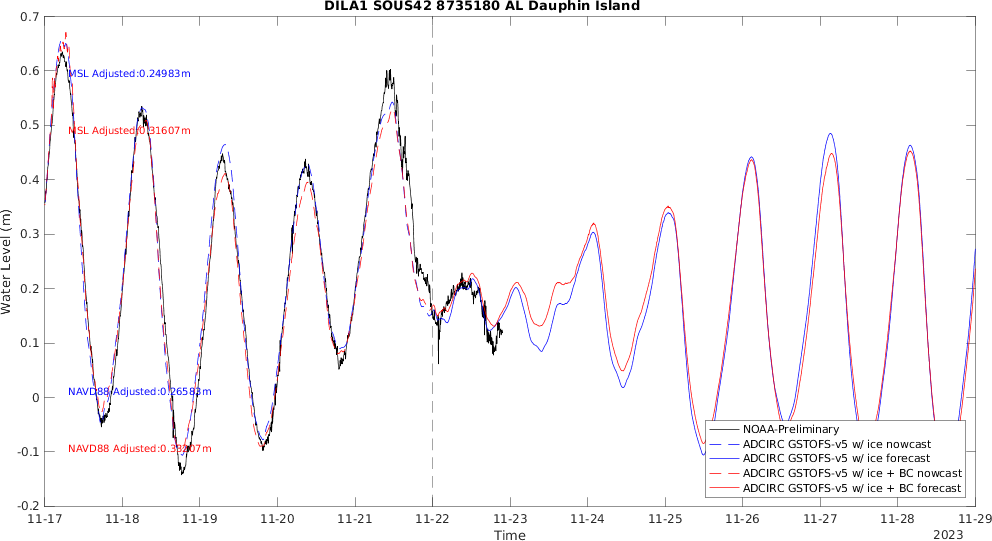 DILA1 SOUS42 8735180 AL Dauphin Island
Water Level (m)
0.7
0.6
0.5
0.4
0.3
0.2
0.1
0
-0.1
-0.2
MSL Adjusted:0.24983m
MSL Adjusted:0.31607m
NAVD88 Adjusted:0.26583m
NAVD88 Adjusted:0.33207m
NOAA-Preliminary
ADCIRC GSTOFS-v5 w/ ice nowcast
ADCIRC GSTOFS-v5 w/ ice forecast
ADCIRC GSTOFS-v5 w/ ice + BC nowcast
ADCIRC GSTOFS-v5 w/ ice + BC forecast
11-17 11-18 11-19 11-20 11-21 11-22 11-23 11-24 11-25 11-26 11-27 11-28 11-29
Time
2023